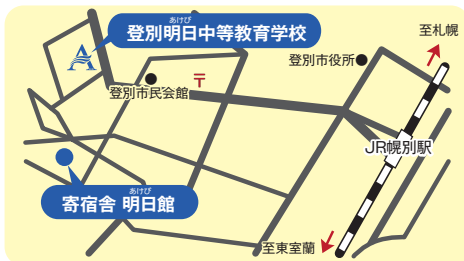 あけび
登別明日中等教育学校
至札幌
登別市役所
〒
登別市民会館
JR幌別駅
あけび
寄宿舎 明日館
至東室蘭